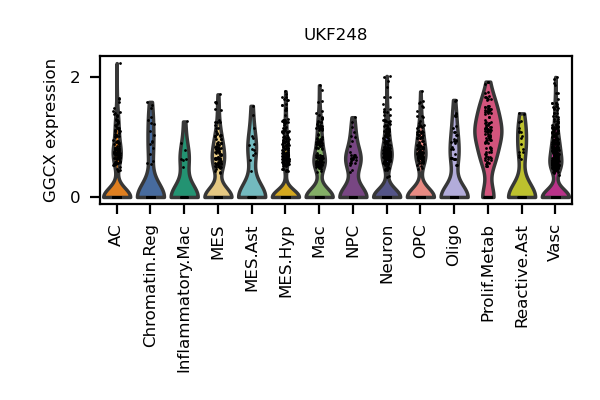 UKF248
GGCX expression
2
0
AC
Chromatin.Reg
Inflammatory.Mac
MES
MES.Ast
MES.Hyp
Mac
NPC
Neuron
OPC
Oligo
Prolif.Metab
Reactive.Ast
Vasc